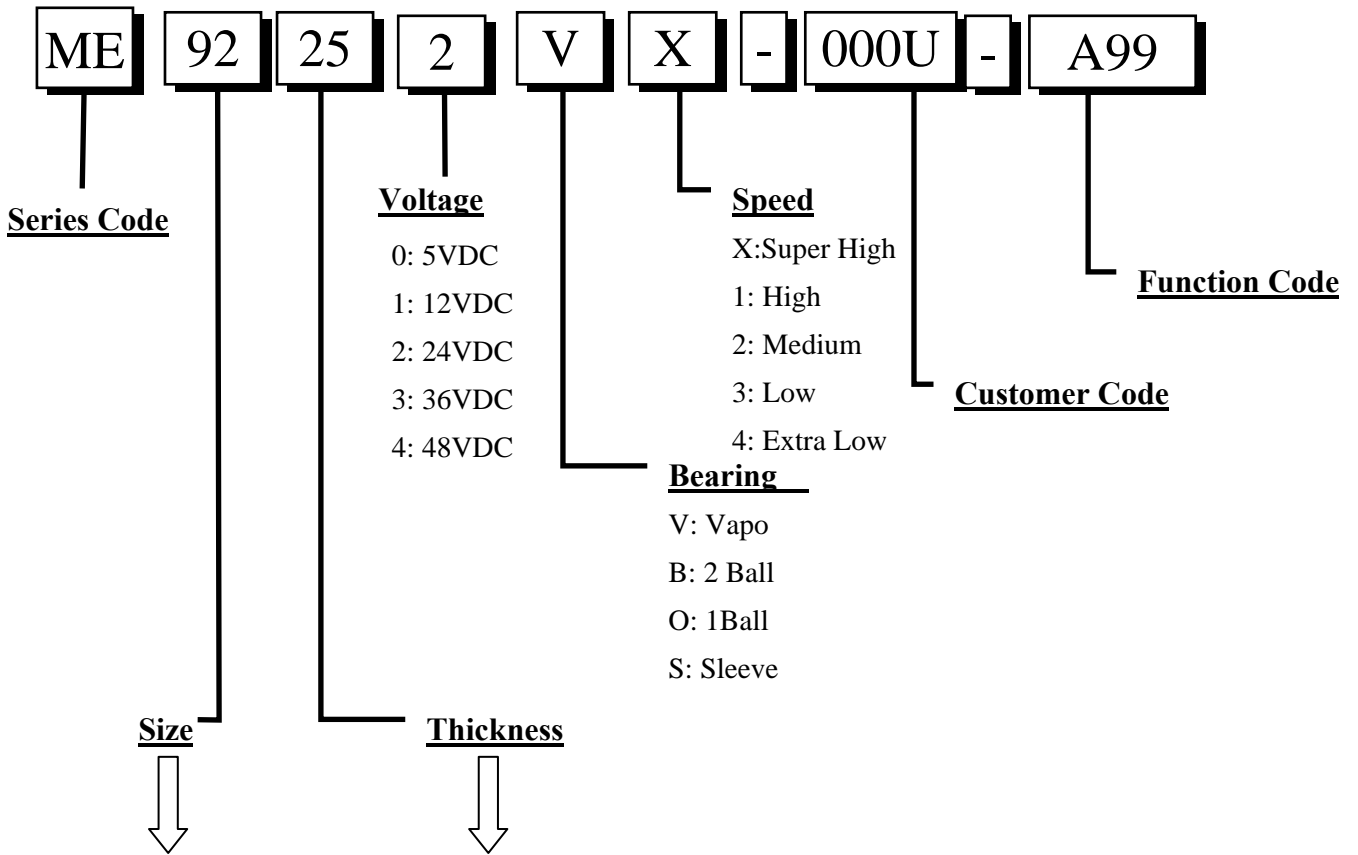 ME 92 25 2 V X - 000U - A99
Series Code
Voltage
0: 5VDC
1: 12VDC
2: 24VDC
3: 36VDC
4: 48VDC
Speed
X:Super High
1: High
2: Medium
3: Low
4: Extra Low
Function Code
Customer Code
Bearing
V: Vapo
B: 2 Ball
O: 1Ball
S: Sleeve
Size
Thickness